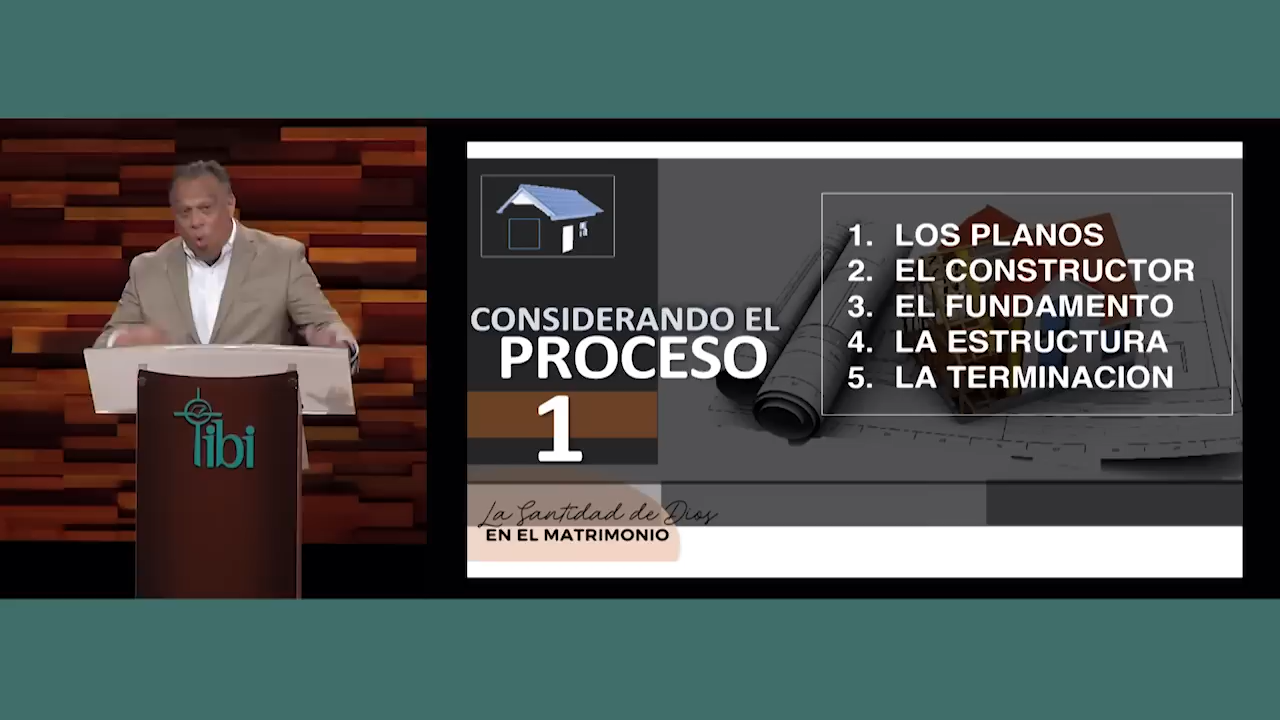 ibi
CONSIDERANDO EL
PROCESO
1
1. LOS PLANOS
2. EL CONSTRUCTOR
3. EL FUNDAMENTO
4. LA ESTRUCTURA
5. LA TERMINACION
La Santidad de Dios
EN EL MATRIMONIO